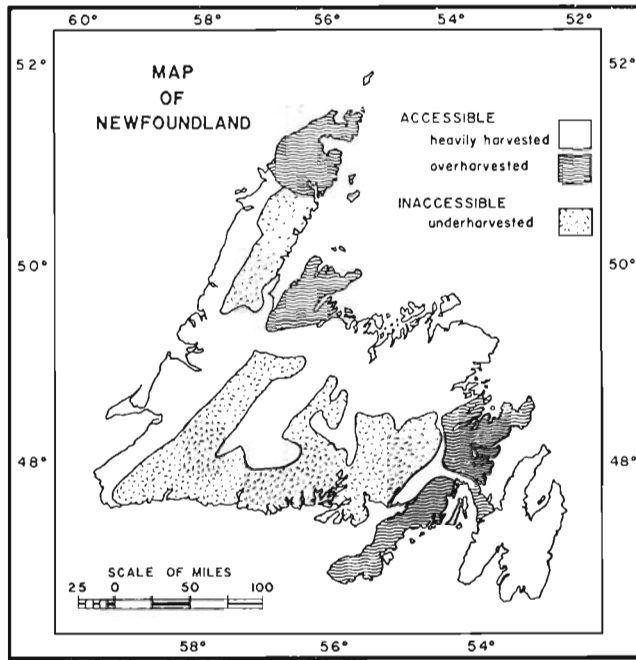 60° 58° 56° 54° 52°
52° 52°
MAP
OF
NEWFOUNDLAND
ACCESSIBLE
heavily harvested
overharvested
INACCESSIBLE
underharvested
50° 50°
48° 48°
SCALE OF MILES
25 0 50 100
58° 56° 54°